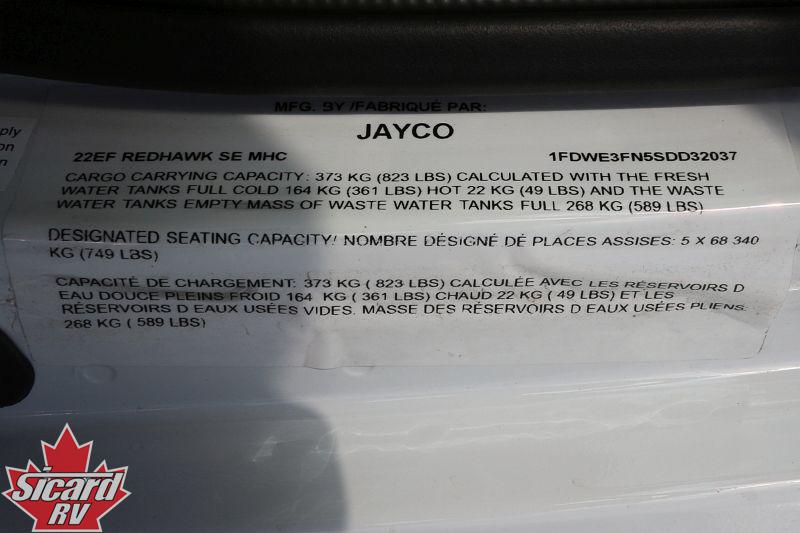 MFG. BY /FABRIQUÉ PAR:
JAYCO
22EF REDHAWK SE MHC 1FDWE3FN5SDD32037
CARGO CARRYING CAPACITY: 373 KG (823 LBS) CALCULATED WITH THE FRESH
WATER TANKS FULL COLD 164 KG (361 LBS) HOT 22 KG (49 LBS) AND THE WASTE
WATER TANKS EMPTY MASS OF WASTE WATER TANKS FULL 268 KG (589 LBS)
DESIGNATED SEATING CAPACITY/ NOMBRE DÉSIGNÉ DE PLACES ASSISES: 5 X 68 340
KG (749 LBS)
CAPACITÉ DE CHARGEMENT: 373 KG ( 823 LBS) CALCULÉE AVEC LES RÉSERVOIRS D
EAU DOUCE PLEINS FROID 164 KG ( 361 LBS) CHAUD 22 KG ( 49 LBS) ET LES
RÉSERVOIRS D EAUX USÉES VIDES. MASSE DES RÉSERVOIRS D EAUX USÉES PLIENS:
268 KG ( 589 LBS)
ply
on
n
Sicard
RV